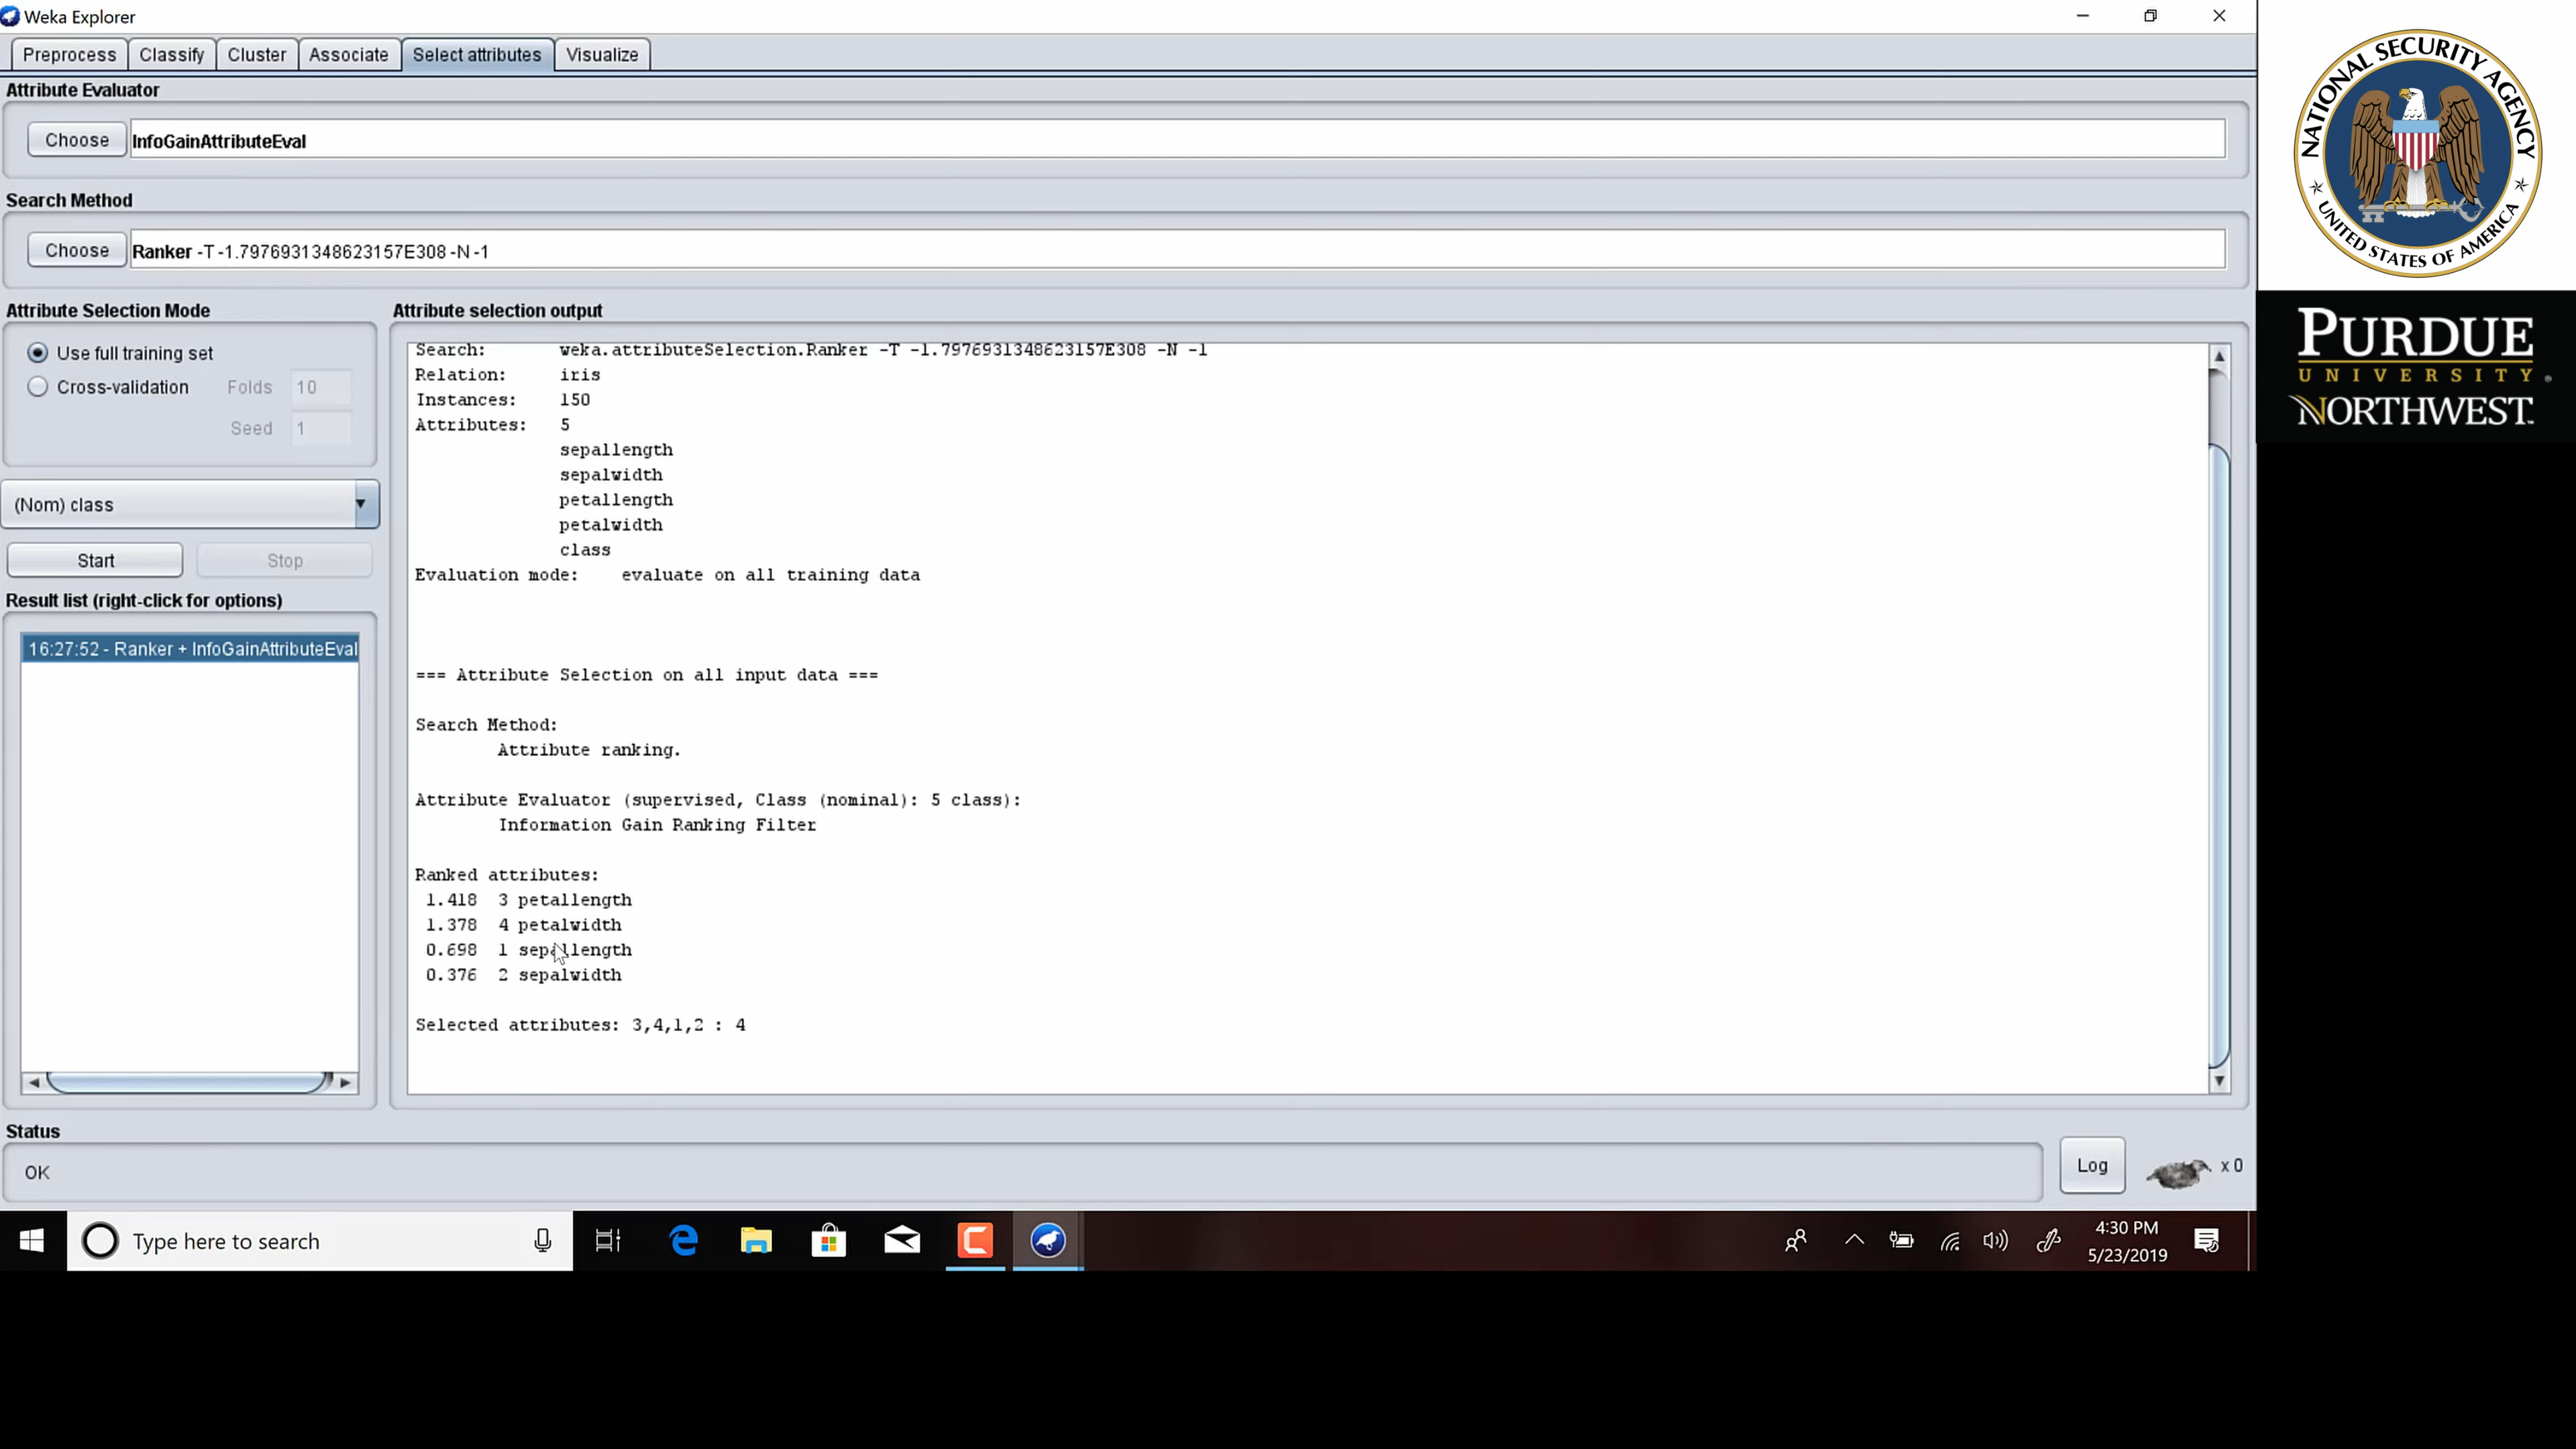 Weka Explorer
Preprocess Classify Cluster Associate Select attributes Visualize
Attribute Evaluator
Choose InfoGainAttributeEval
Search Method
Choose Ranker -T -1.7976931348623157E308 -N -1
Attribute Selection Mode
Use full training set
Cross-validation Folds 10
Seed 1
(Nom) class
Start Stop
Result list (right-click for options)
16:27:52 - Ranker + InfoGainAttributeEval
Attribute selection output
Search: weka.attributeSelection.Ranker -T -1.7976931348623157E308 -N -1
Relation: iris
Instances: 150
Attributes: 5
sepallength
sepalwidth
petallength
petalwidth
class
Evaluation mode: evaluate on all training data
=== Attribute Selection on all input data ===
Search Method:
Attribute ranking.
Attribute Evaluator (supervised, Class (nominal): 5 class):
Information Gain Ranking Filter
Ranked attributes:
1.418 3 petallength
1.378 4 petalwidth
0.698 1 sepallength
0.376 2 sepalwidth
Selected attributes: 3,4,1,2 : 4
Status
OK
Log
x 0
Type here to search
4:30 PM
5/23/2019
NATIONAL SECURITY AGENCY
UNITED STATES OF AMERICA
PURDUE
UNIVERSITY®
NORTHWEST™